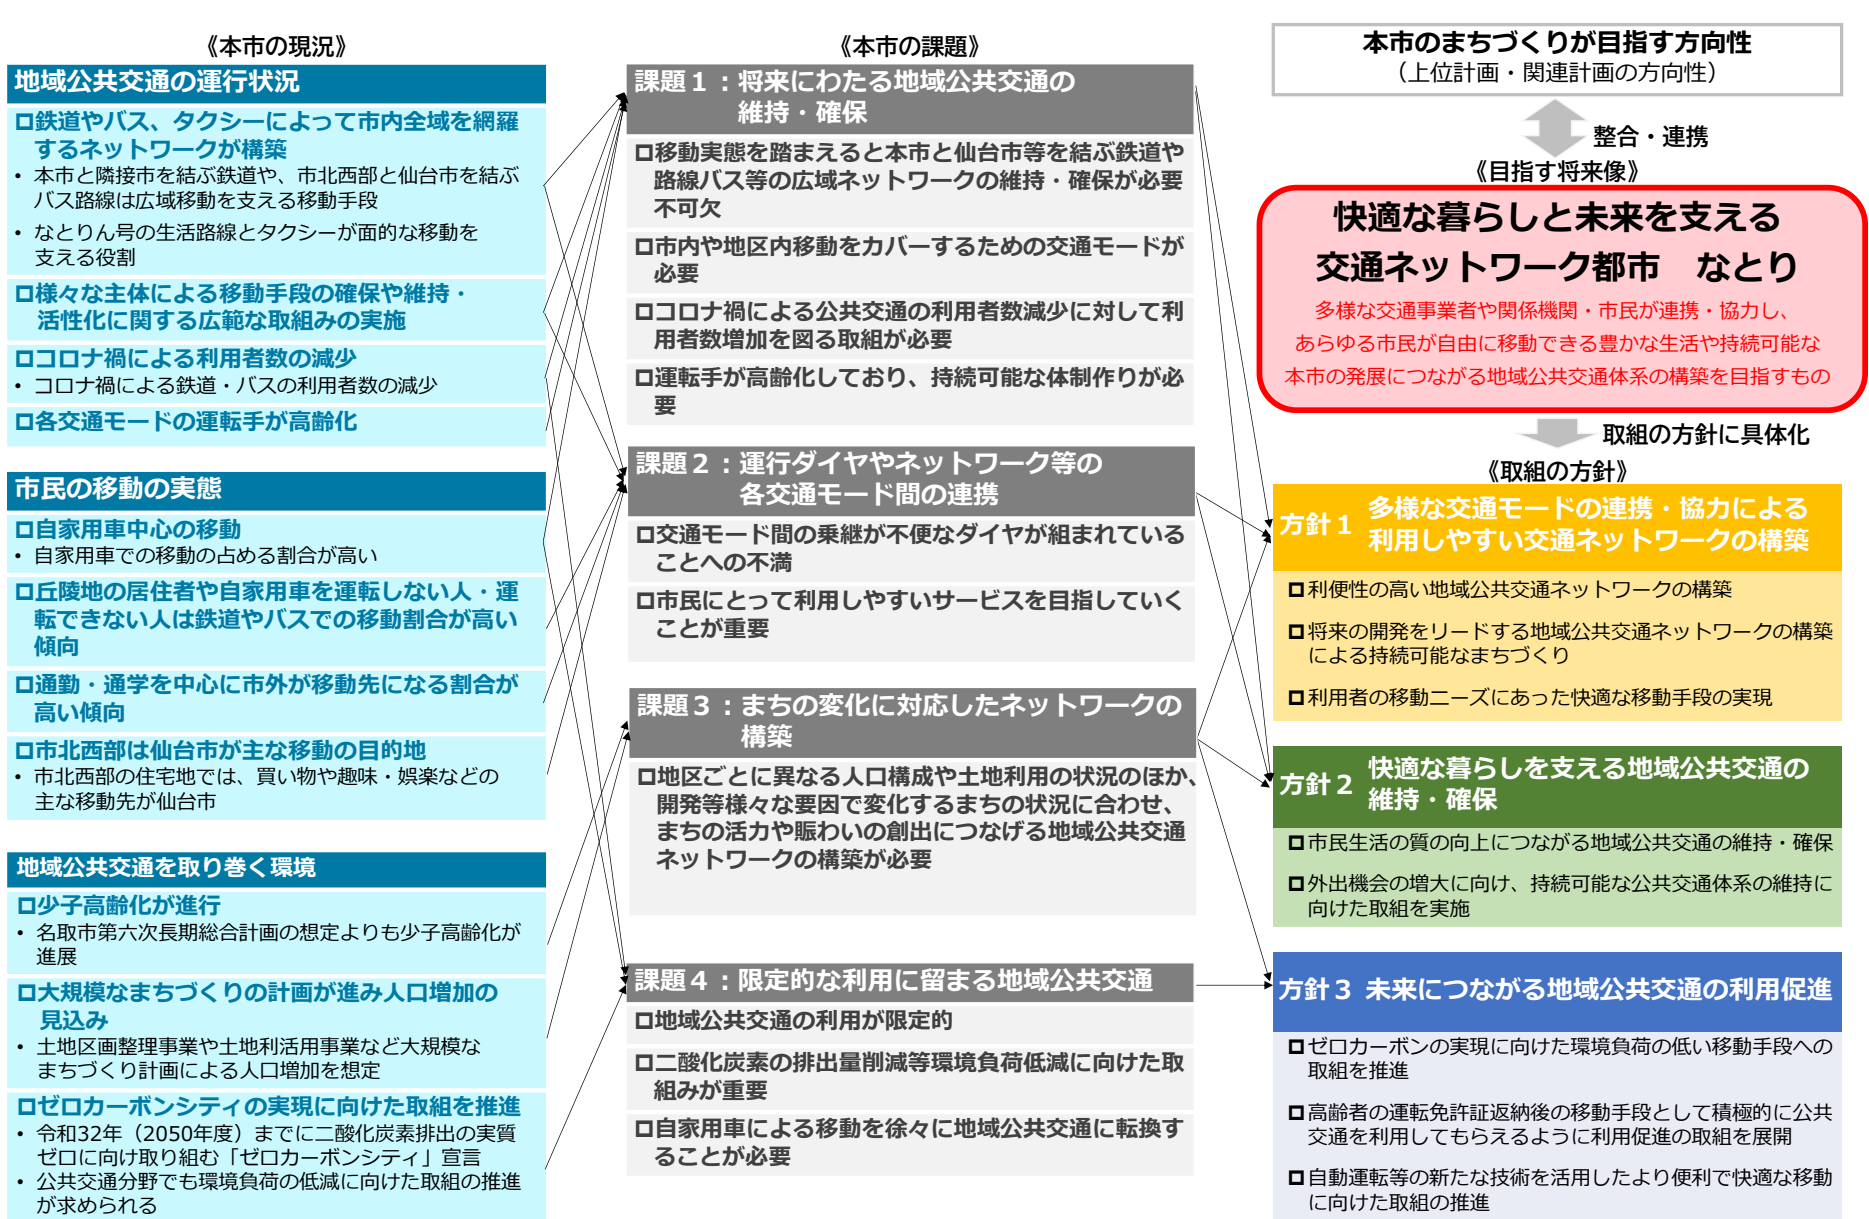 《本市の現況》
地域公共交通の運行状況
鉄道やバス、タクシーによって市内全域を網羅
するネットワークが構築
• 本市と隣接市を結ぶ鉄道や、市北西部と仙台市を結ぶ
バス路線は広域移動を支える移動手段
• なとりん号の生活路線とタクシーが面的な移動を
支える役割
様々な主体による移動手段の確保や維持・
活性化に関する広範な取組みの実施
コロナ禍による利用者数の減少
• コロナ禍による鉄道・バスの利用者数の減少
各交通モードの運転手が高齢化
市民の移動の実態
自家用車中心の移動
• 自家用車での移動の占める割合が高い
丘陵地の居住者や自家用車を運転しない人・運
転できない人は鉄道やバスでの移動割合が高い
傾向
通勤・通学を中心に市外が移動先になる割合が
高い傾向
市北西部は仙台市が主な移動の目的地
• 市北西部の住宅地では、買い物や趣味・娯楽などの
主な移動先が仙台市
地域公共交通を取り巻く環境
少子高齢化が進行
• 名取市第六次長期総合計画の想定よりも少子高齢化が
進展
大規模なまちづくりの計画が進み人口増加の
見込み
• 土地区画整理事業や土地利活用事業など大規模な
まちづくり計画による人口増加を想定
ゼロカーボンシティの実現に向けた取組を推進
• 令和32年（2050年度）までに二酸化炭素排出の実質
ゼロに向け取り組む「ゼロカーボンシティ」宣言
• 公共交通分野でも環境負荷の低減に向けた取組の推進
が求められる
《本市の課題》
課題１：将来にわたる地域公共交通の
維持・確保
移動実態を踏まえると本市と仙台市等を結ぶ鉄道や
路線バス等の広域ネットワークの維持・確保が必要
不可欠
市内や地区内移動をカバーするための交通モードが
必要
コロナ禍による公共交通の利用者数減少に対して利
用者数増加を図る取組が必要
運転手が高齢化しており、持続可能な体制作りが必
要
課題２：運行ダイヤやネットワーク等の
各交通モード間の連携
交通モード間の乗継が不便なダイヤが組まれている
ことへの不満
市民にとって利用しやすいサービスを目指していく
ことが重要
課題３：まちの変化に対応したネットワークの
構築
地区ごとに異なる人口構成や土地利用の状況のほか、
開発等様々な要因で変化するまちの状況に合わせ、
まちの活力や賑わいの創出につなげる地域公共交通
ネットワークの構築が必要
課題４：限定的な利用に留まる地域公共交通
地域公共交通の利用が限定的
二酸化炭素の排出量削減等環境負荷低減に向けた取
組みが重要
自家用車による移動を徐々に地域公共交通に転換す
ることが必要
本市のまちづくりが目指す方向性
（上位計画・関連計画の方向性）
整合・連携
《目指す将来像》
快適な暮らしと未来を支える
交通ネットワーク都市　なとり
多様な交通事業者や関係機関・市民が連携・協力し、
あらゆる市民が自由に移動できる豊かな生活や持続可能な
本市の発展につながる地域公共交通体系の構築を目指すもの
取組の方針に具体化
《取組の方針》
方針１ 多様な交通モードの連携・協力による
利用しやすい交通ネットワークの構築
利便性の高い地域公共交通ネットワークの構築
将来の開発をリードする地域公共交通ネットワークの構築
による持続可能なまちづくり
利用者の移動ニーズにあった快適な移動手段の実現
方針２ 快適な暮らしを支える地域公共交通の
維持・確保
市民生活の質の向上につながる地域公共交通の維持・確保
外出機会の増大に向け、持続可能な公共交通体系の維持に
向けた取組を実施
方針３ 未来につながる地域公共交通の利用促進
ゼロカーボンの実現に向けた環境負荷の低い移動手段への
取組を推進
高齢者の運転免許証返納後の移動手段として積極的に公共
交通を利用してもらえるように利用促進の取組を展開
自動運転等の新たな技術を活用したより便利で快適な移動
に向けた取組の推進